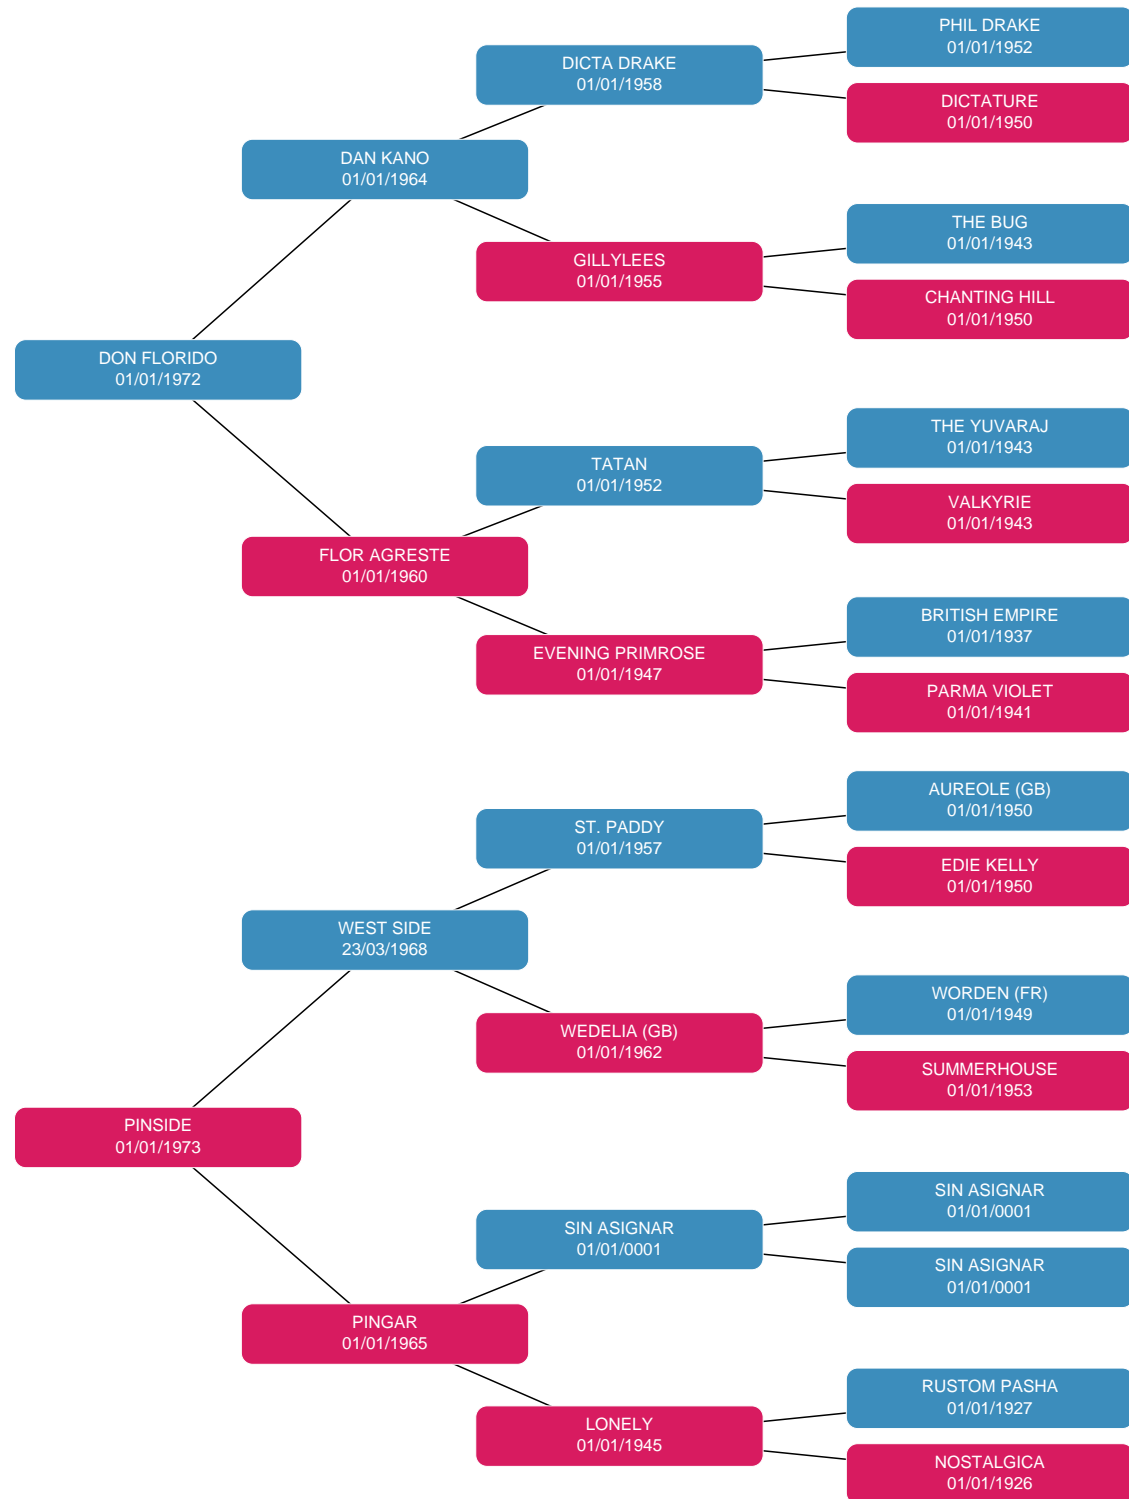 PHIL DRAKE
01/01/1952
DICTA DRAKE
01/01/1958
DICTATURE
01/01/1950
DAN KANO
01/01/1964
THE BUG
01/01/1943
GILLYLEES
01/01/1955
CHANTING HILL
01/01/1950
DON FLORIDO
01/01/1972
THE YUVARAJ
01/01/1943
TATAN
01/01/1952
VALKYRIE
01/01/1943
FLOR AGRESTE
01/01/1960
BRITISH EMPIRE
01/01/1937
EVENING PRIMROSE
01/01/1947
PARMA VIOLET
01/01/1941
AUREOLE (GB)
01/01/1950
ST. PADDY
01/01/1957
EDIE KELLY
01/01/1950
WEST SIDE
23/03/1968
WORDEN (FR)
01/01/1949
WEDELIA (GB)
01/01/1962
SUMMERHOUSE
01/01/1953
PINSIDE
01/01/1973
SIN ASIGNAR
01/01/0001
SIN ASIGNAR
01/01/0001
SIN ASIGNAR
01/01/0001
PINGAR
01/01/1965
RUSTOM PASHA
01/01/1927
LONELY
01/01/1945
NOSTALGICA
01/01/1926